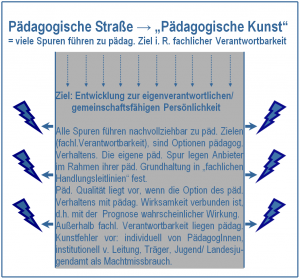 Pädagogische Straße → „Pädagogische Kunst“
= viele Spuren führen zu pädag. Ziel i. R. fachlicher Verantwortbarkeit
Ziel: Entwicklung zur eigenverantwortlichen/
gemeinschaftsfähigen Persönlichkeit
Alle Spuren führen nachvollziehbar zu päd. Zielen
(fachl.Verantwortbarkeit), sind Optionen pädagog.
Verhaltens. Die eigene päd. Spur legen Anbieter
im Rahmen ihrer päd. Grundhaltung in „fachlichen
Handlungsleitlinien“ fest.
Päd. Qualität liegt vor, wenn die Option des päd.
Verhaltens mit pädag. Wirksamkeit verbunden ist,
d.h. mit der Prognose wahrscheinlicher Wirkung.
Außerhalb fachl. Verantwortung liegen pädag.
Kunstfehler vor: individuell von PädagogInnen,
institutionell v. Leitung, Träger, Jugend/ Landesju-
gendamt als Machtmissbrauch.